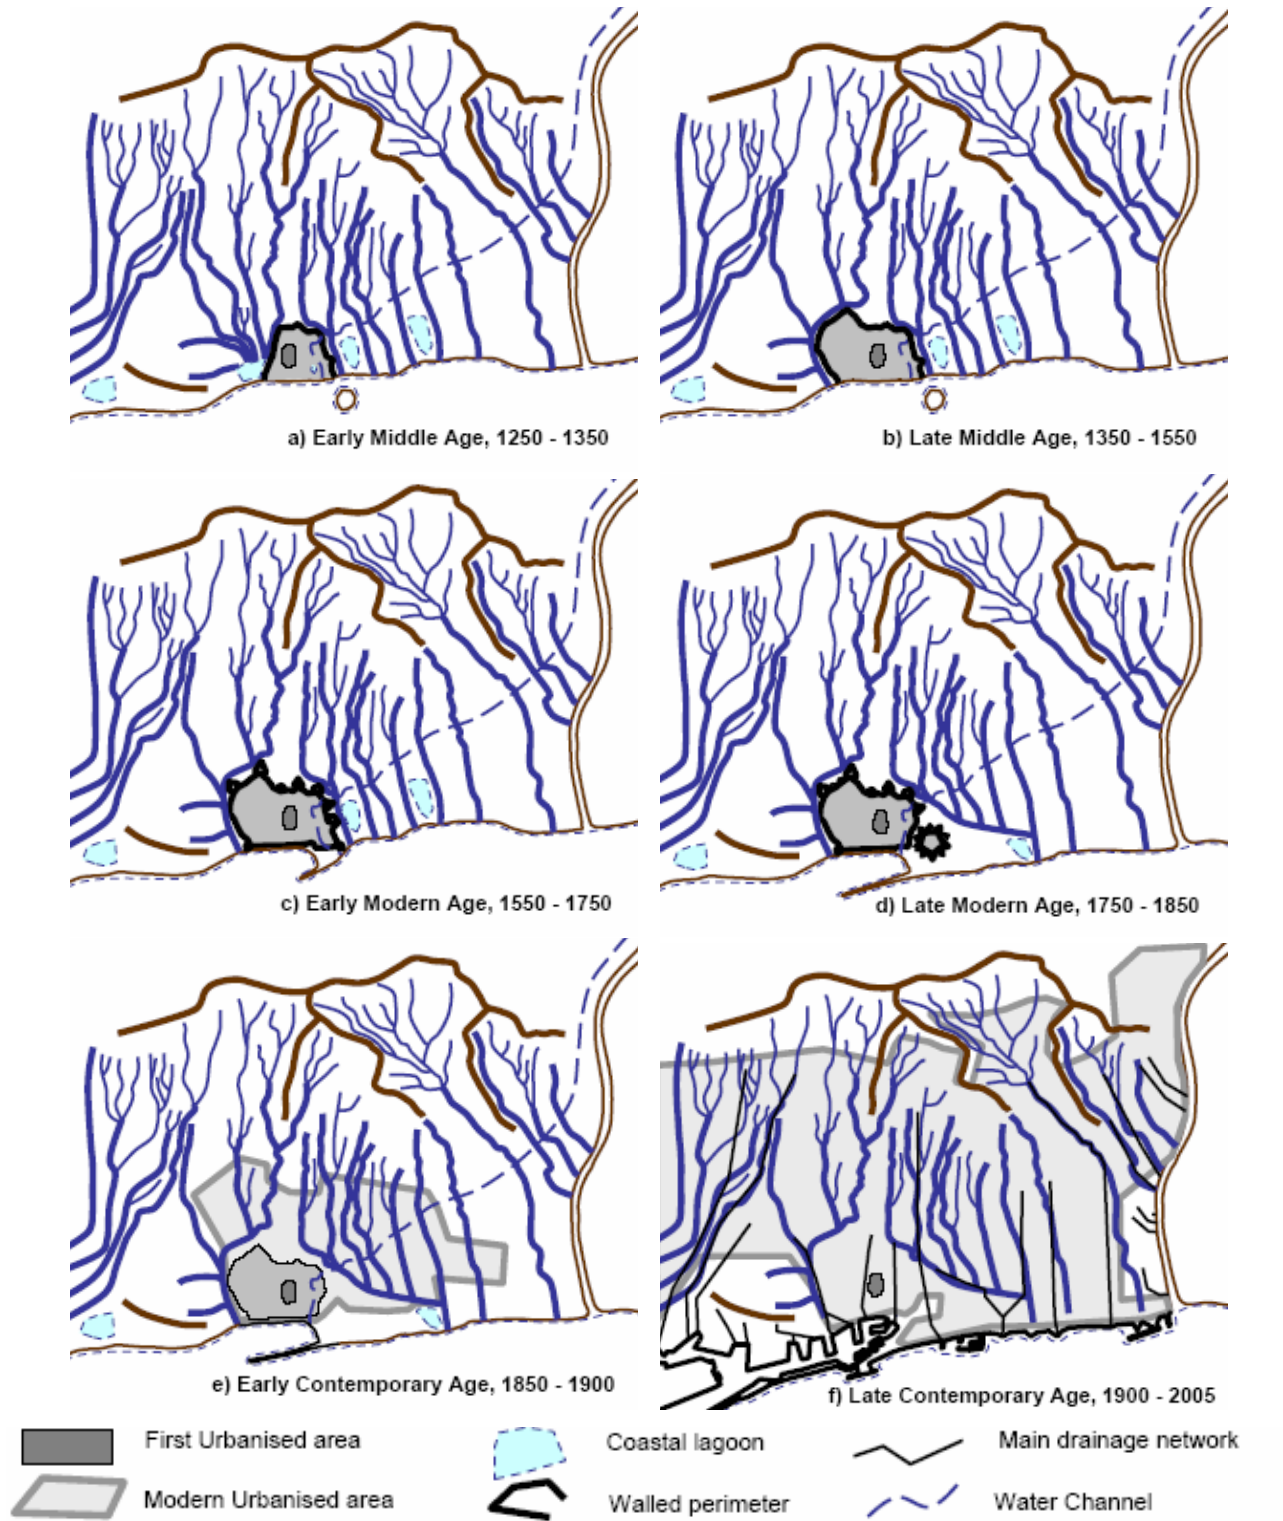 a) Early Middle Age, 1250 - 1350
b) Late Middle Age, 1350 - 1550
c) Early Modern Age, 1550 - 1750
d) Late Modern Age, 1750 - 1850
e) Early Contemporary Age, 1850 - 1900
f) Late Contemporary Age, 1900 - 2005
First Urbanised area
Coastal lagoon
Main drainage network
Modern Urbanised area
Walled perimeter
Water Channel